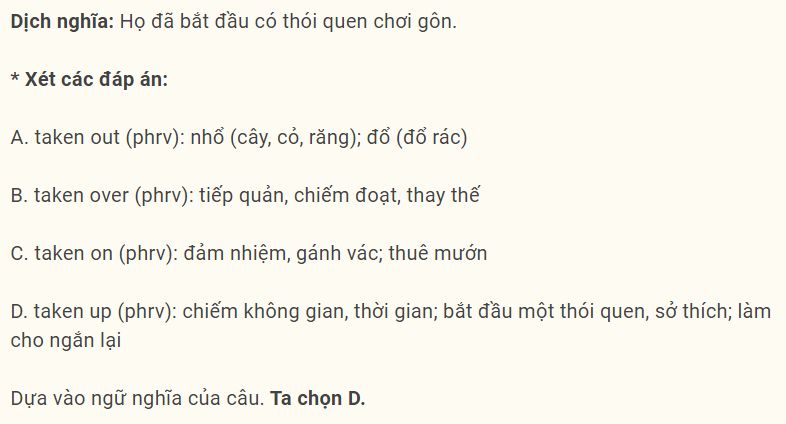 Dịch nghĩa: Họ đã bắt đầu có thói quen chơi gôn.
* Xét các đáp án:
A. taken out (phrv): nhổ (cây, cỏ, răng); đổ (đổ rác)
B. taken over (phrv): tiếp quản, chiếm đoạt, thay thế
C. taken on (phrv): đảm nhiệm, gánh vác; thuê mướn
D. taken up (phrv): chiếm không gian, thời gian; bắt đầu một thói quen, sở thích; làm
cho ngắn lại
Dựa vào ngữ nghĩa của câu. Ta chọn D.